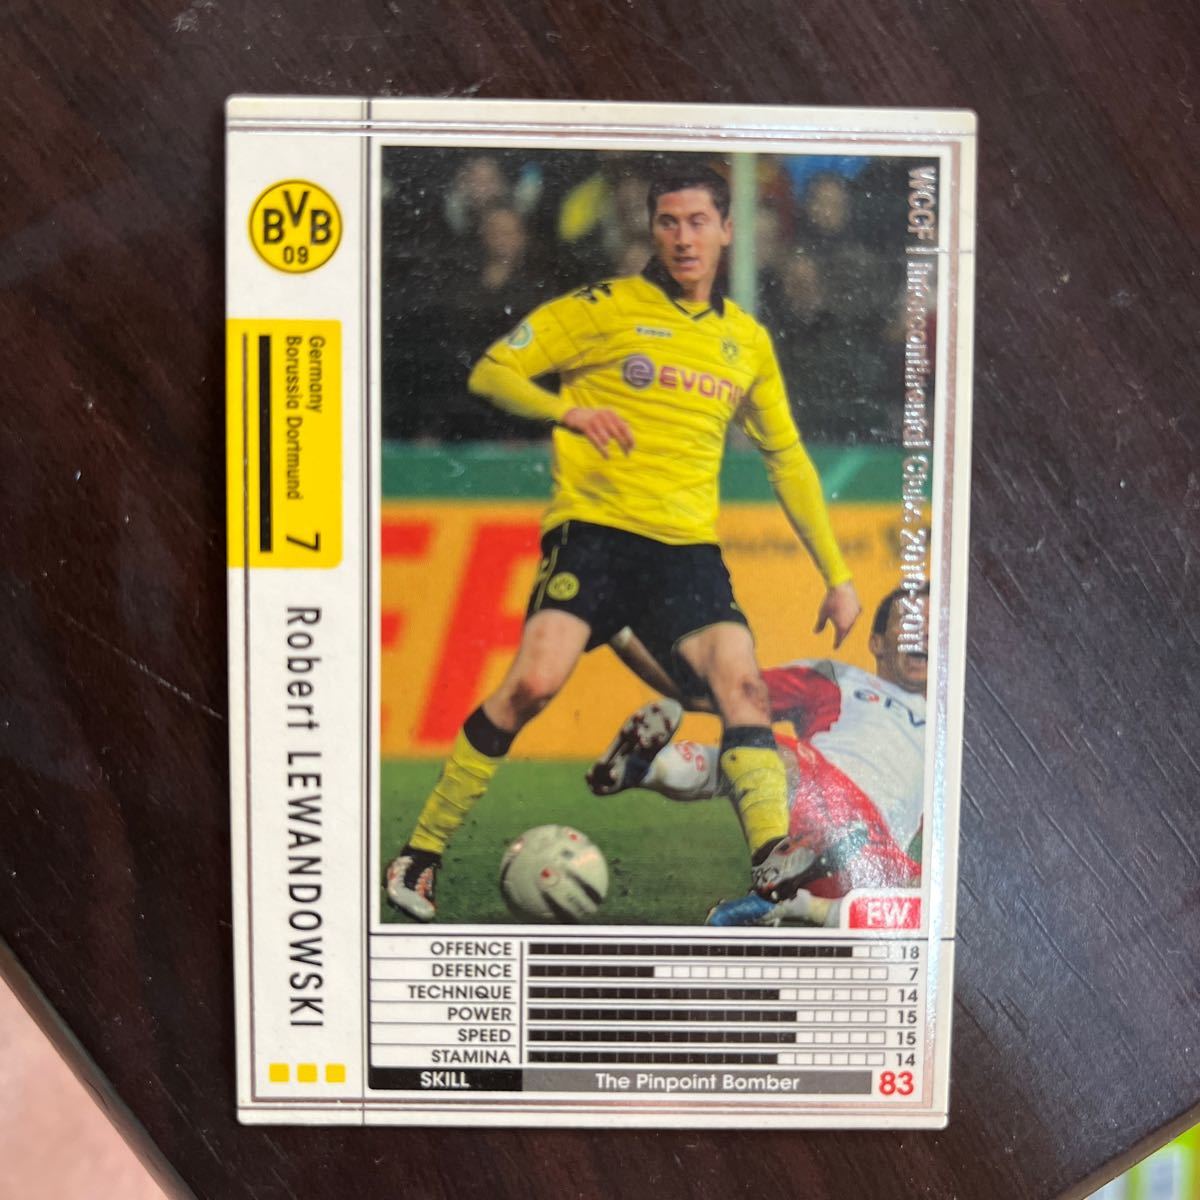 BVB
09
Germany
Borussia Dortmund
7
Robert LEWANDOWSKI
WCCF | Intercontinental Clubs 2010-2011
Kappa
EVONIK
FW
OFFENCE 18
DEFENCE 7
TECHNIQUE 14
POWER 15
SPEED 15
STAMINA 14
SKILL The Pinpoint Bomber 83